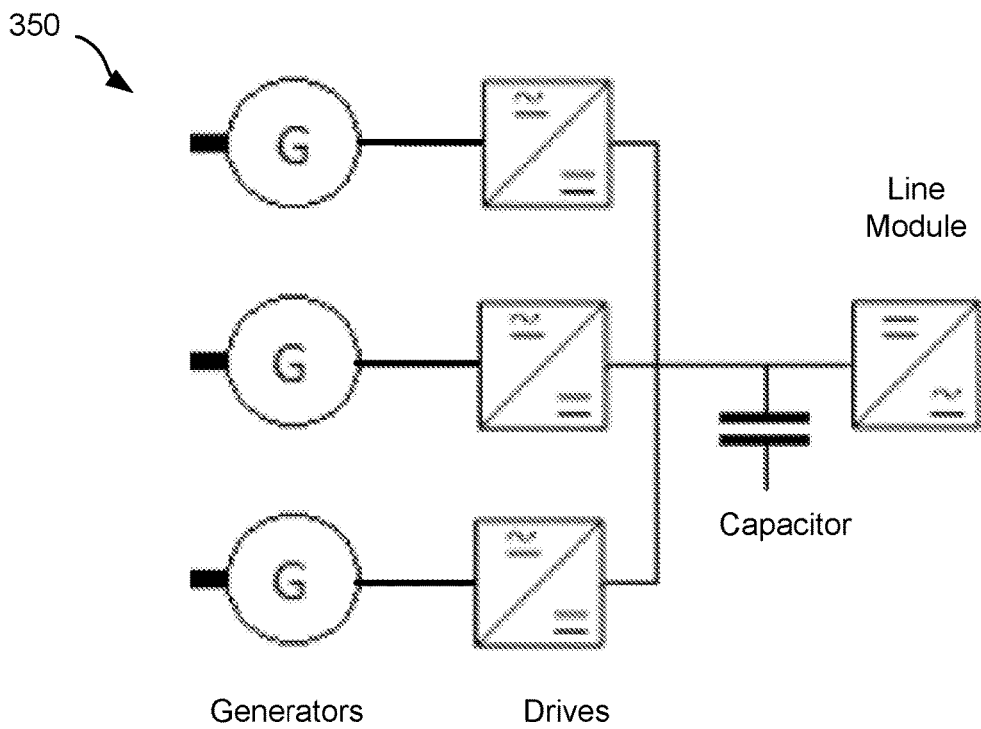 350
G
Line
Module
G
Capacitor
G
Generators
Drives